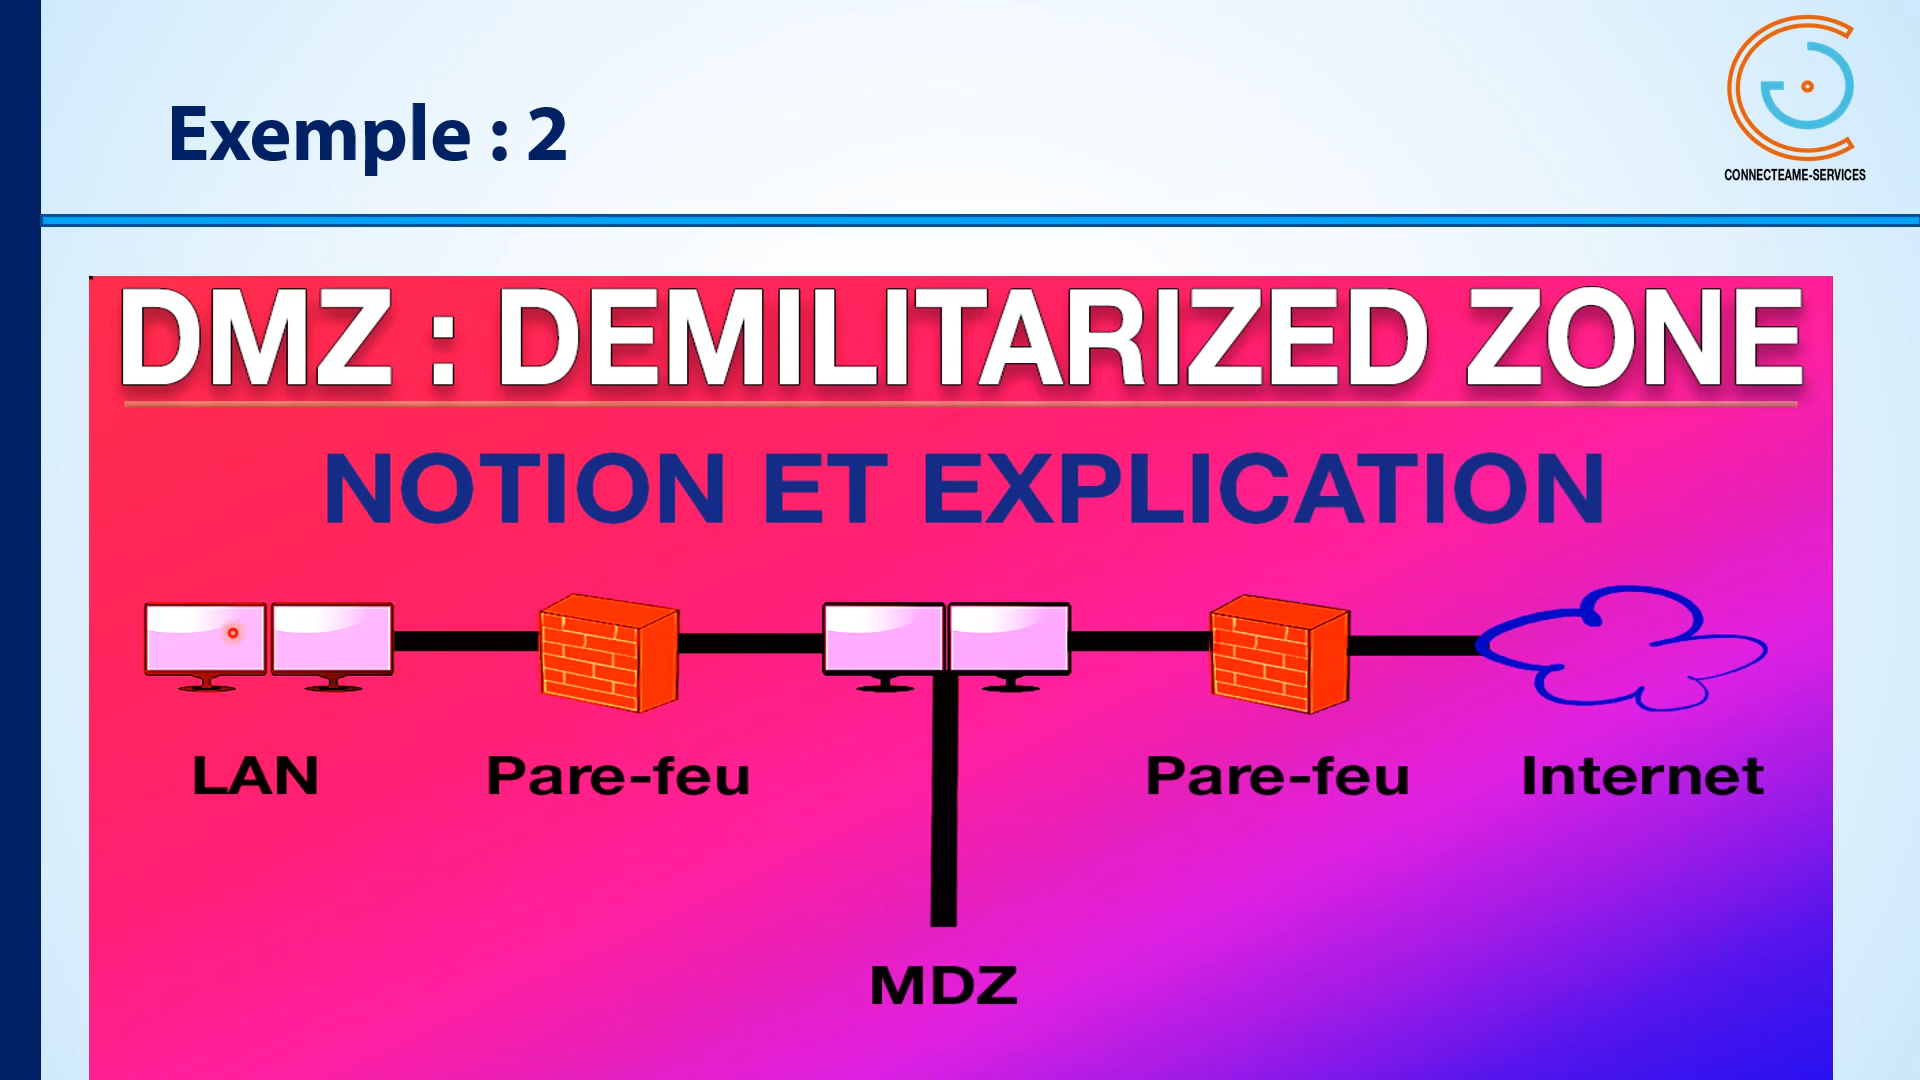 CONNECTEAME-SERVICES
Exemple : 2
DMZ : DEMILITARIZED ZONE
NOTION ET EXPLICATION
LAN
Pare-feu
Pare-feu
Internet
MDZ